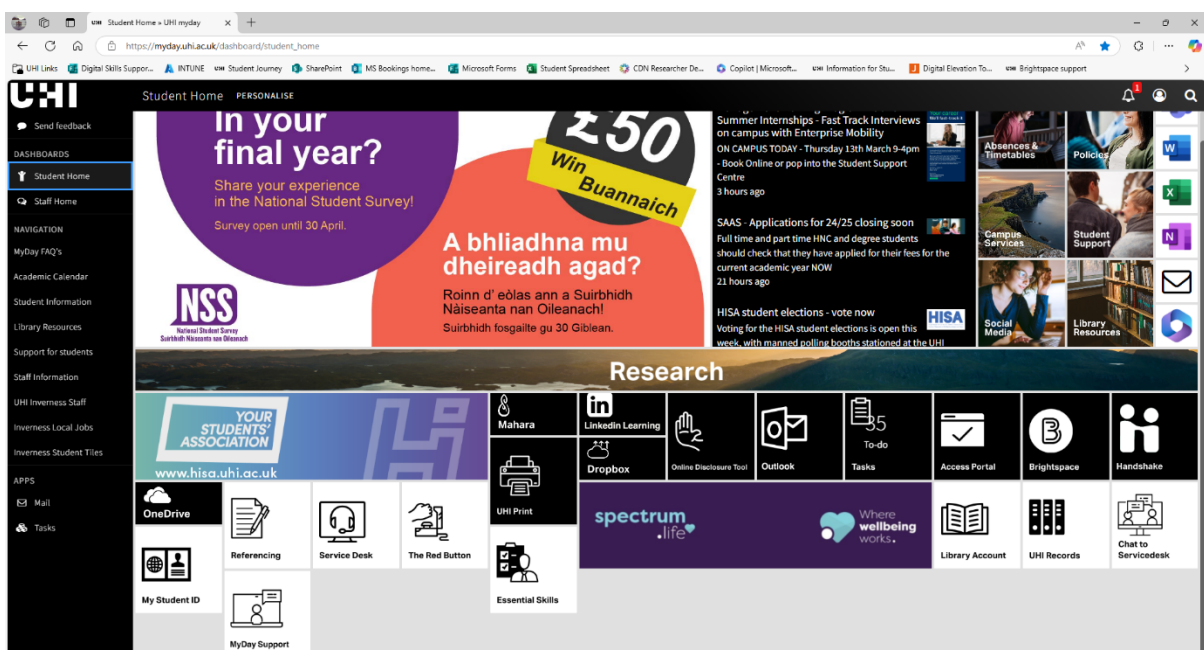 Student Home » UHI myday
https://myday.uhi.ac.uk/dashboard/student_home
UHI Links
Digital Skills Suppor...
INTUNE
Student Journey
SharePoint
MS Bookings home...
Microsoft Forms
Student Spreadsheet
CDN Researcher De...
Copilot | Microsoft...
Information for Stu...
Digital Elevation To...
Brightspace support
UHI
Student Home PERSONALISE
1
Send feedback
DASHBOARDS
Student Home
Staff Home
NAVIGATION
MyDay FAQ's
Academic Calendar
Student Information
Library Resources
Support for students
Staff Information
UHI Inverness Staff
Inverness Local Jobs
Inverness Student Tiles
APPS
Mail
Tasks
In your
final year?
Share your experience
in the National Student Survey!
Survey open until 30 April.
NSS
National Student Survey
£50
Win
Buannaich
A bhliadhna mu
dheireadh agad?
Roinn d' eòlas ann a Suirbhidh
Nàiseanta nan Oileanach!
Suirbhidh fosgailte gu 30 Giblean.
Summer Internships - Fast Track Interviews
on campus with Enterprise Mobility
ON CAMPUS TODAY - Thursday 13th March 9-4pm
- Book Online or pop into the Student Support
Centre
3 hours ago
SAAS - Applications for 24/25 closing soon
Full time and part time HNC and degree students
should check that they have applied for their fees for the
current academic year NOW
21 hours ago
HISA student elections - vote now
Voting for the HISA student elections is open this
week, with manned polling booths stationed at the UHI
HISA
Absences &
Timetables
Policies
Campus
Services
Student
Support
Social
Media
Library
Resources
Research
YOUR
STUDENTS'
ASSOCIATION
www.hisa.uhi.ac.uk
Mahara
Linkedin Learning
Dropbox
Online Disclosure Tool
Outlook
35
To-do
Tasks
Access Portal
Brightspace
Handshake
OneDrive
Referencing
Service Desk
The Red Button
UHI Print
spectrum
.life
Where
wellbeing
works.
Library Account
UHI Records
Chat to
Servicedesk
My Student ID
MyDay Support
Essential Skills